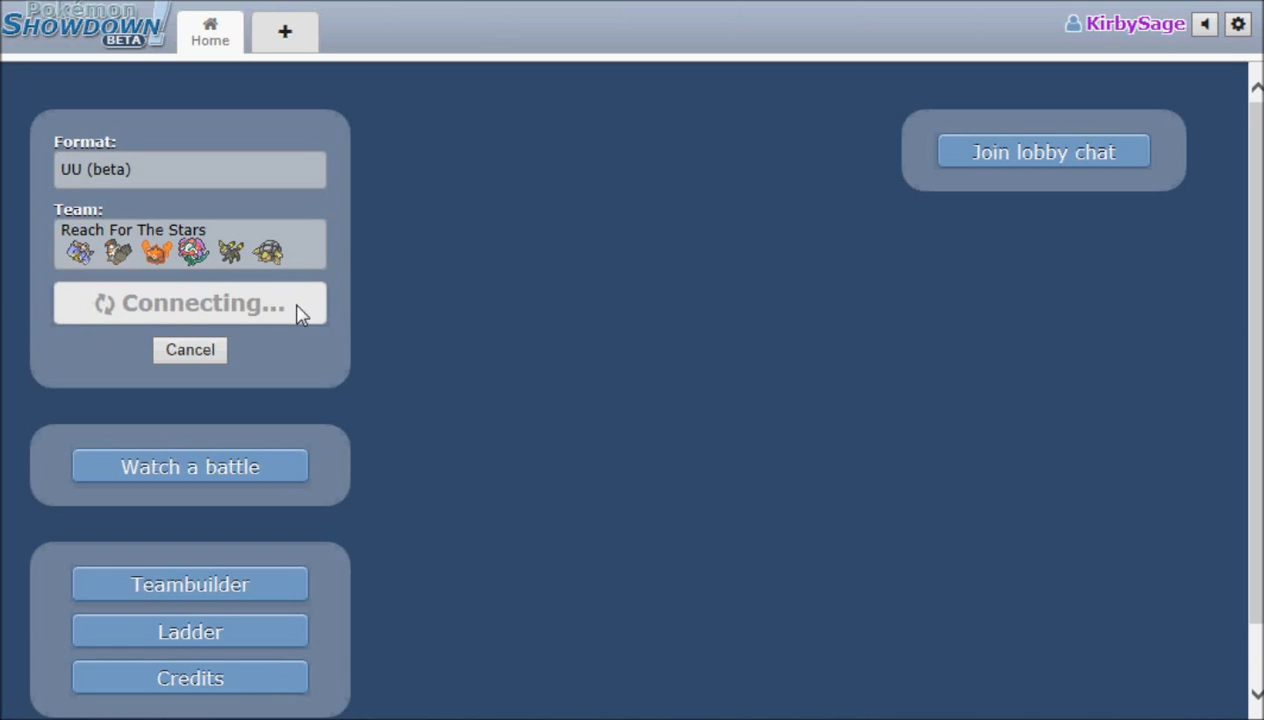 Pokémon
SHOWDOWN!
BETA
Home
+
KirbySage
Format:
UU (beta)
Team:
Reach For The Stars
Connecting...
Cancel
Watch a battle
Teambuilder
Ladder
Credits
Join lobby chat